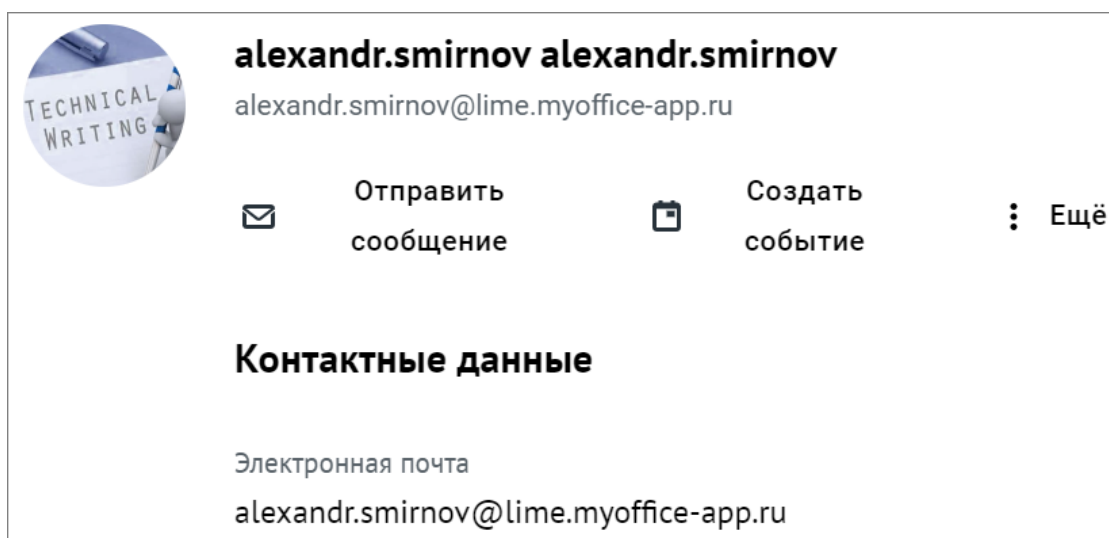 TECHNICAL
WRITING
alexandr.smirnov alexandr.smirnov
alexandr.smirnov@lime.myoffice-app.ru
Отправить
сообщение
Создать
событие
Ещё
Контактные данные
Электронная почта
alexandr.smirnov@lime.myoffice-app.ru